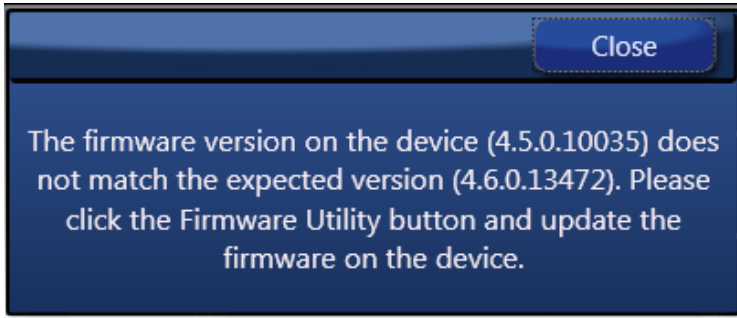 Close
The firmware version on the device (4.5.0.10035) does
not match the expected version (4.6.0.13472). Please
click the Firmware Utility button and update the
firmware on the device.